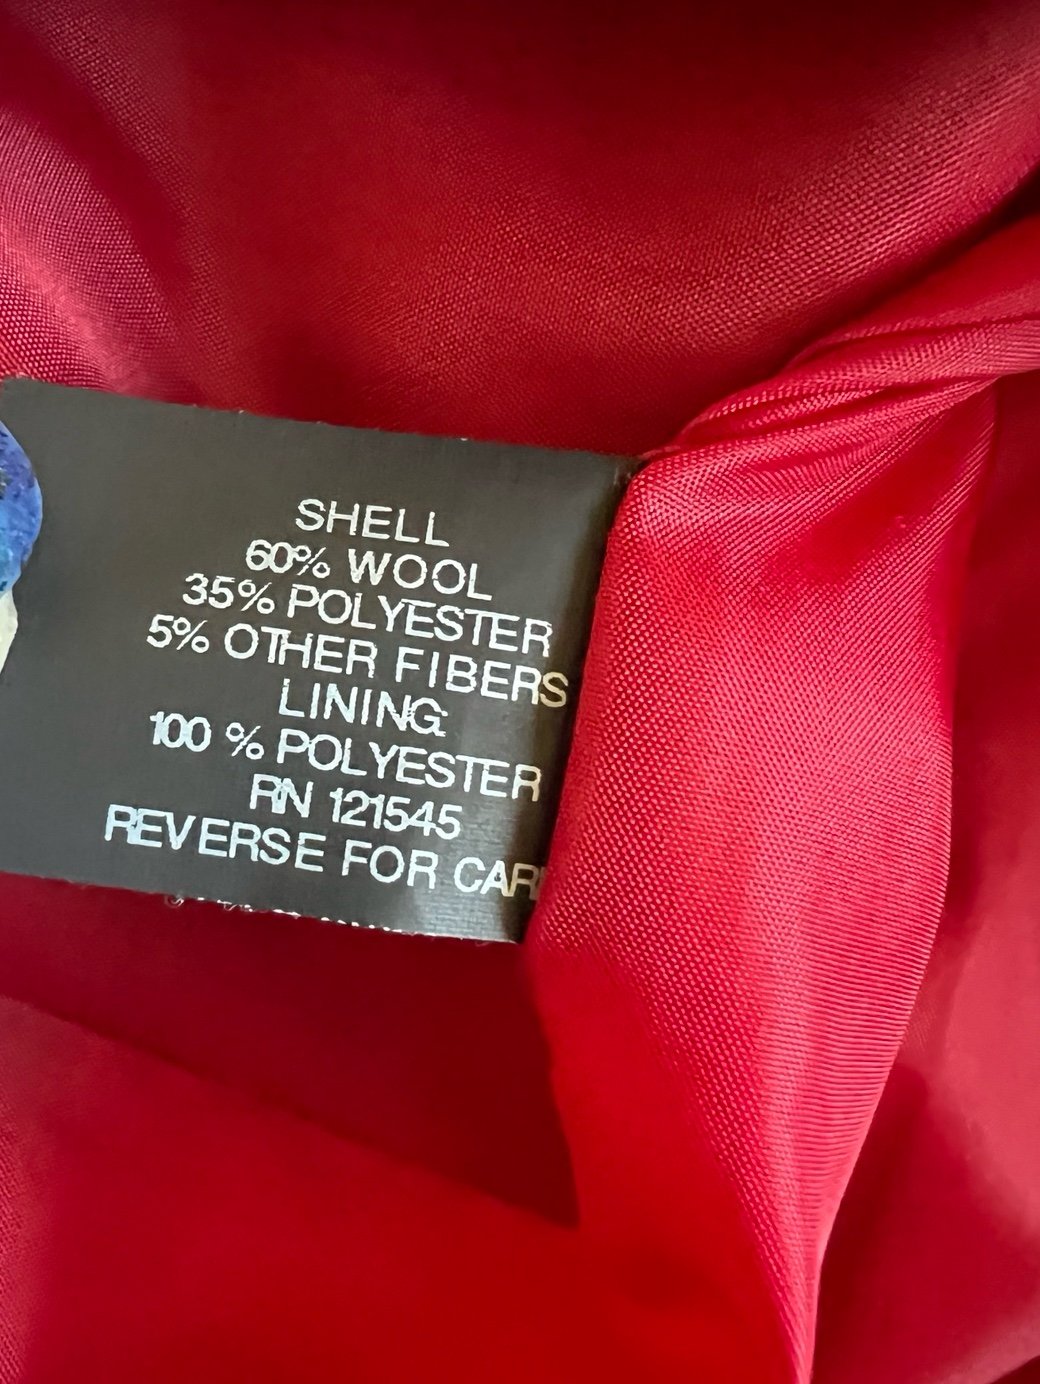 SHELL
60% WOOL
35% POLYESTER
5% OTHER FIBERS
LINING:
100 % POLYESTER
RN 121545
REVERSE FOR